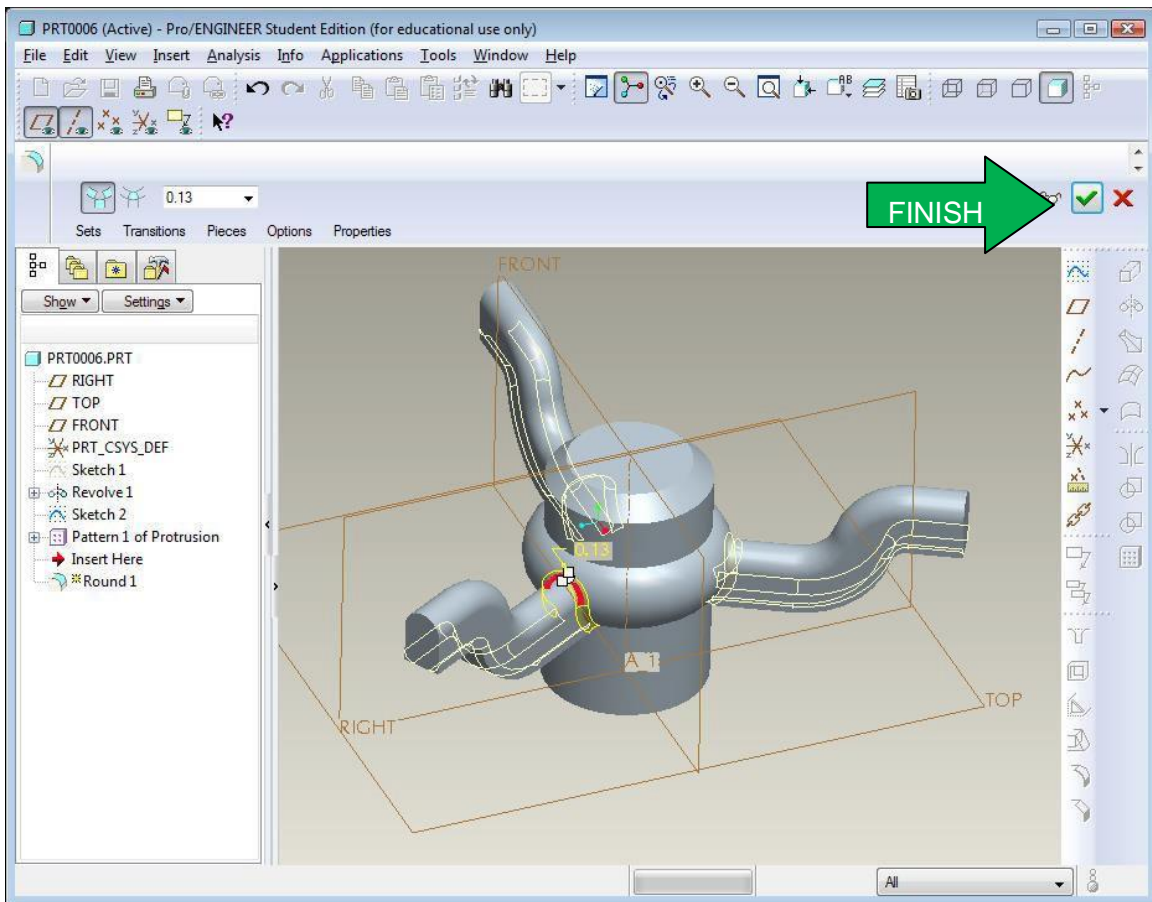 PRT0006 (Active) - Pro/ENGINEER Student Edition (for educational use only)
File Edit View Insert Analysis Info Applications Tools Window Help
0.13
FINISH
Sets Transitions Pieces Options Properties
Show Settings
PRT0006.PRT
RIGHT
TOP
FRONT
PRT_CSYS_DEF
Sketch 1
Revolve 1
Sketch 2
Pattern 1 of Protrusion
Insert Here
Round 1
FRONT
0.13
A_1
TOP
RIGHT
All